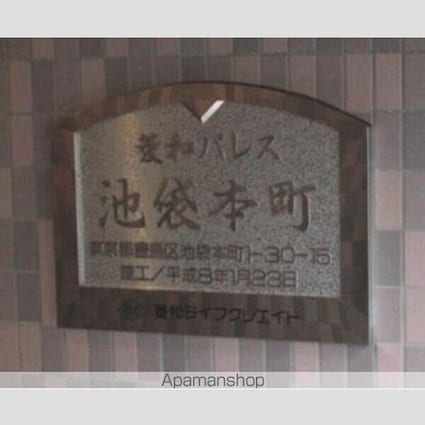 菱和パレス
池袋本町
東京都豊島区池袋本町1-30-15
竣工/平成8年1月23日
菱和ライフクリエイト
Apamanshop